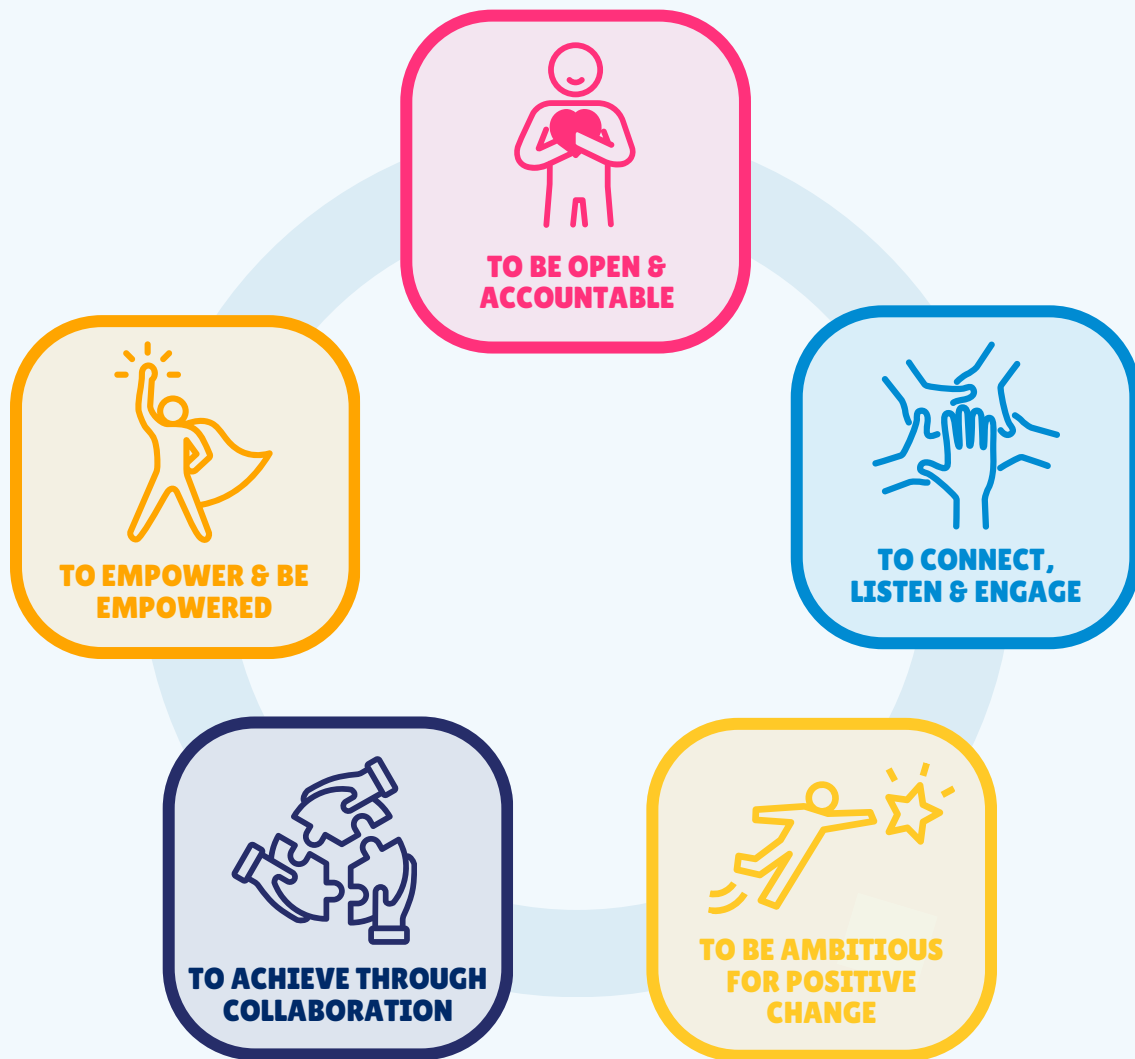 TO BE OPEN &
ACCOUNTABLE
TO CONNECT,
LISTEN & ENGAGE
TO BE AMBITIOUS
FOR POSITIVE
CHANGE
TO ACHIEVE THROUGH
COLLABORATION
TO EMPOWER & BE
EMPOWERED